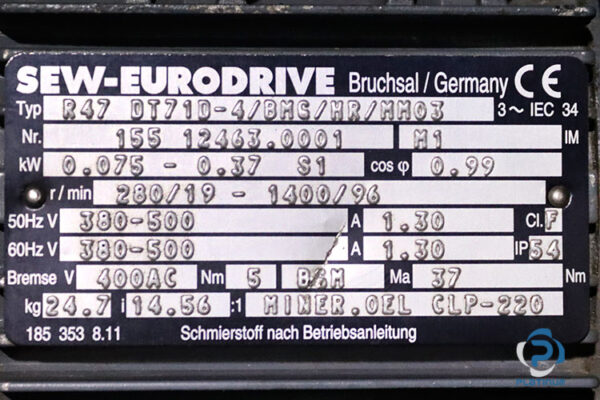 SEW-EURODRIVE Bruchsal / Germany CE
Typ R47 DT71D-4/BMG/HR/MM03 3~ IEC 34
Nr. 155 12463.0001 M1 IM
kW 0.075 - 0.37 S1 cos φ 0.99
r / min 280/19 - 1400/96
50Hz V 380-500 A 1.30 Cl. F
60Hz V 380-500 A 1.30 IP 54
Bremse V 400AC Nm 5 Ma 37 Nm
kg 24.7 i 14.56 :1 MINER.OEL CLP-220
185 353 8.11 Schmierstoff nach Betriebsanleitung
PLATINUM